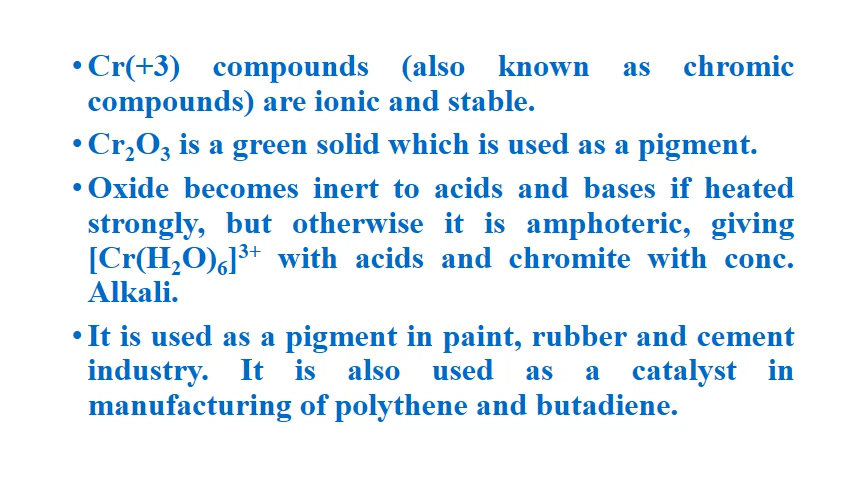 • Cr(+3) compounds (also known as chromic
compounds) are ionic and stable.
• Cr₂O₃ is a green solid which is used as a pigment.
• Oxide becomes inert to acids and bases if heated
strongly, but otherwise it is amphoteric, giving
[Cr(H₂O)₆]³⁺ with acids and chromite with conc.
Alkali.
• It is used as a pigment in paint, rubber and cement
industry. It is also used as a catalyst in
manufacturing of polythene and butadiene.